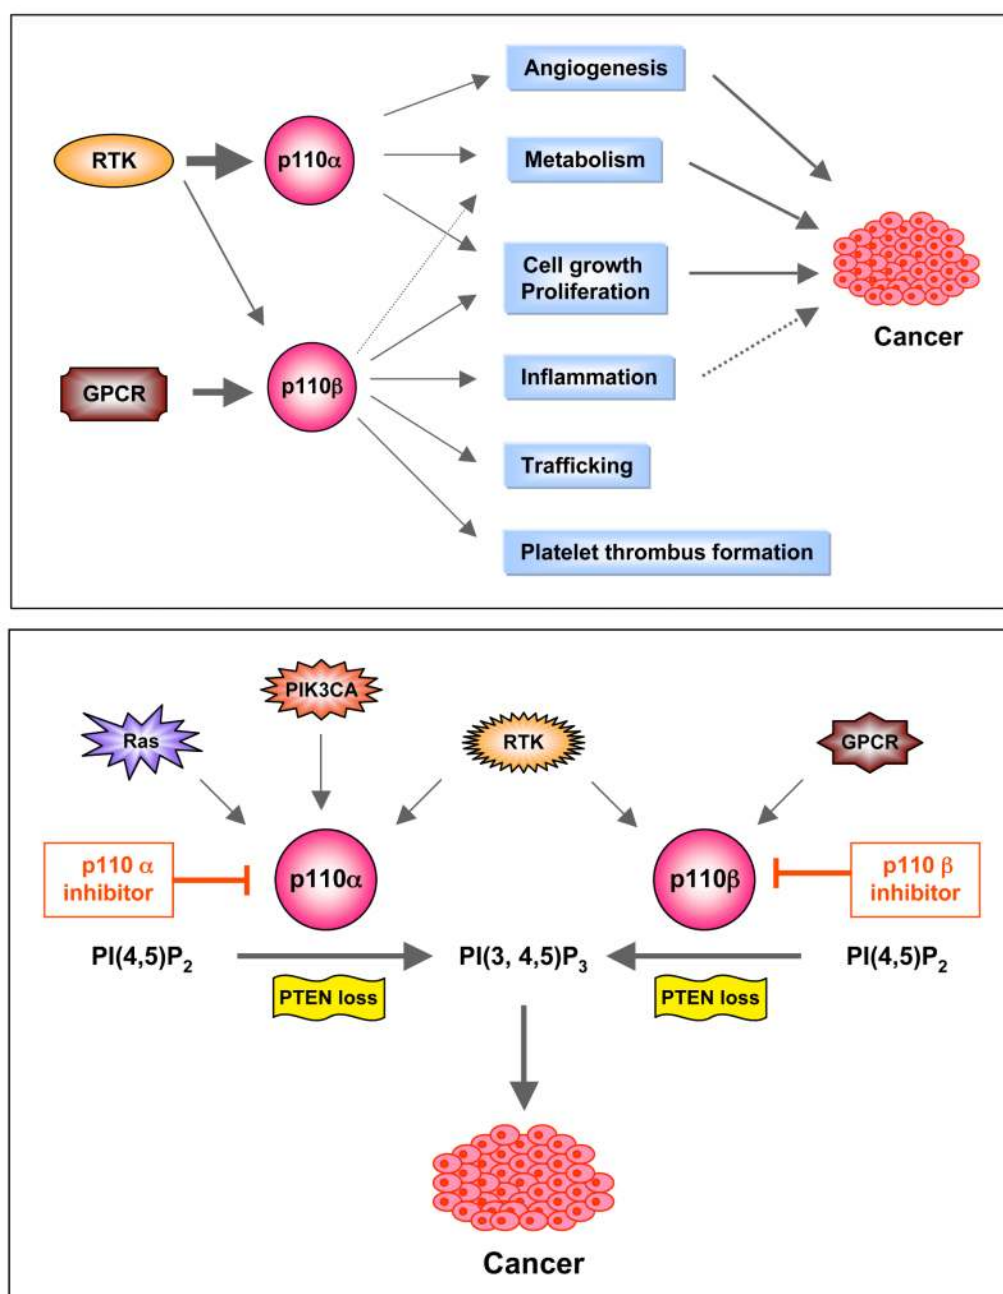 Angiogenesis
RTK
p110α
Metabolism
Cell growth
Proliferation
Cancer
GPCR
p110β
Inflammation
Trafficking
Platelet thrombus formation
PIK3CA
Ras
RTK
GPCR
p110 α
inhibitor
p110α
p110β
p110 β
inhibitor
PI(4,5)P₂
PI(3, 4,5)P₃
PI(4,5)P₂
PTEN loss
PTEN loss
Cancer